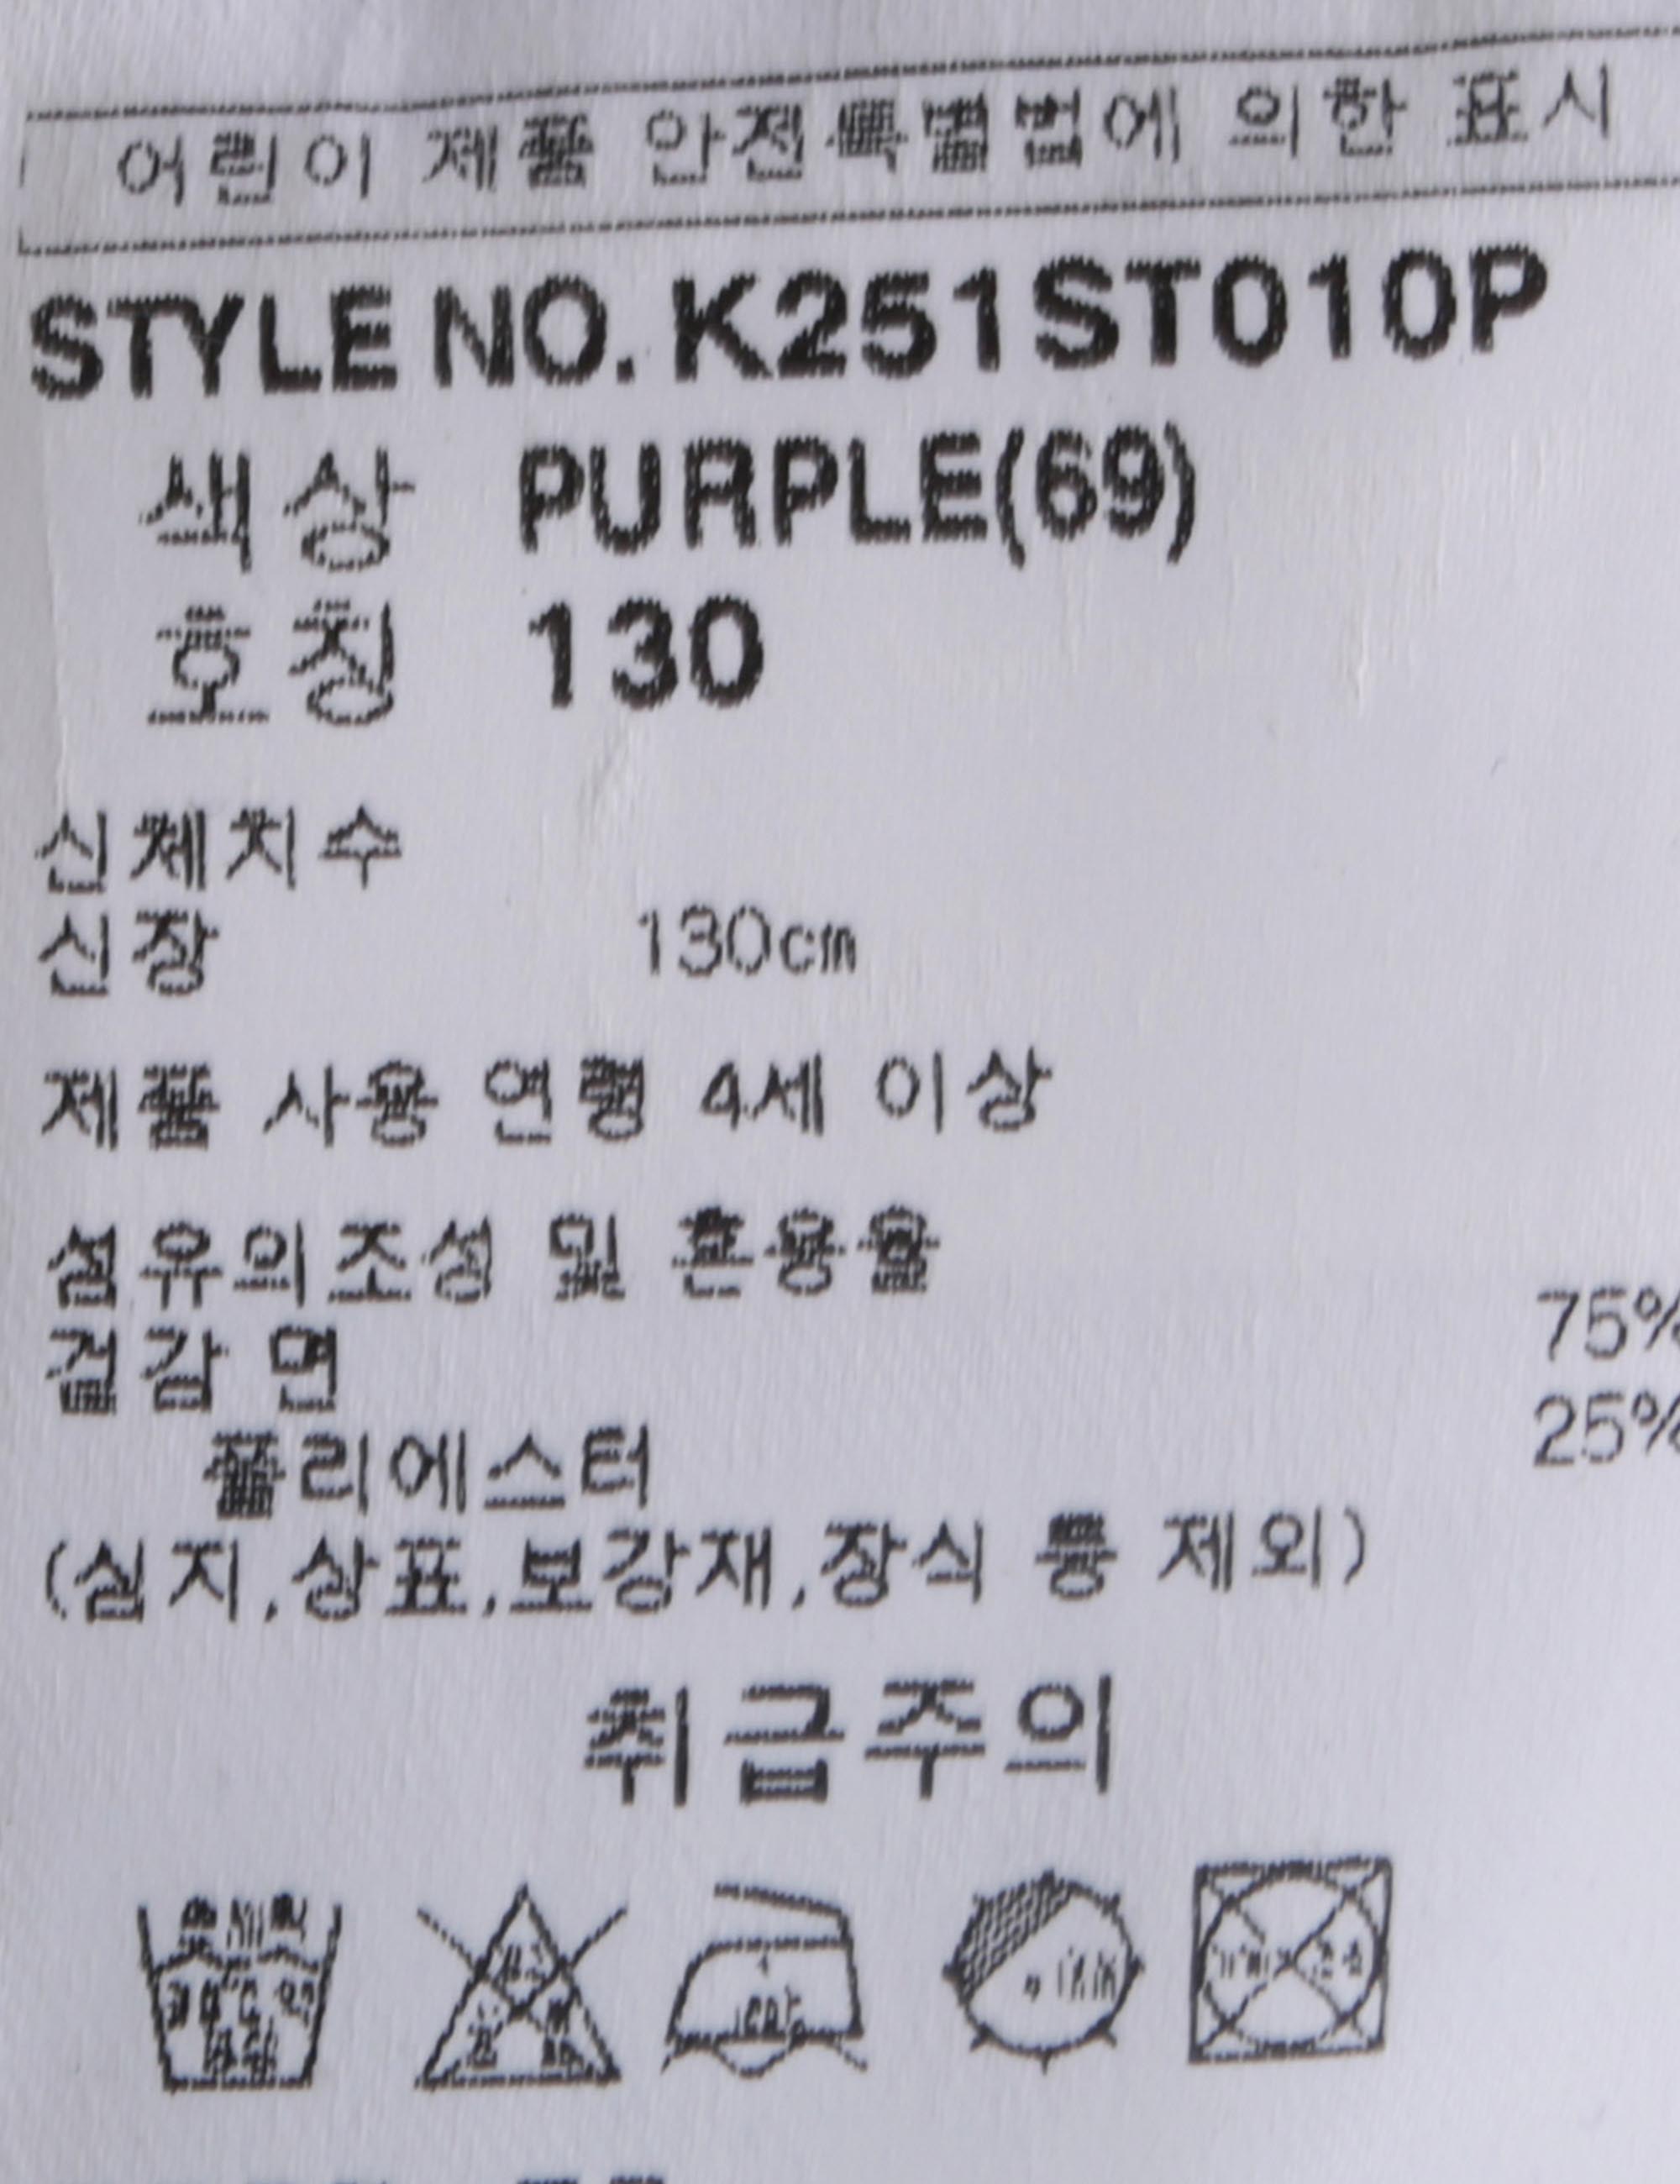 어린이 제품 안전특별법에 의한 표시
STYLE NO. K251ST010P
색상 PURPLE(69)
호칭 130
신체치수
신장 130cm
제품 사용 연령 4세 이상
섬유의조성 및 혼용율
겉감 면 75%
폴리에스터 25%
(심지,상표,보강재,장식 등 제외)
취급주의